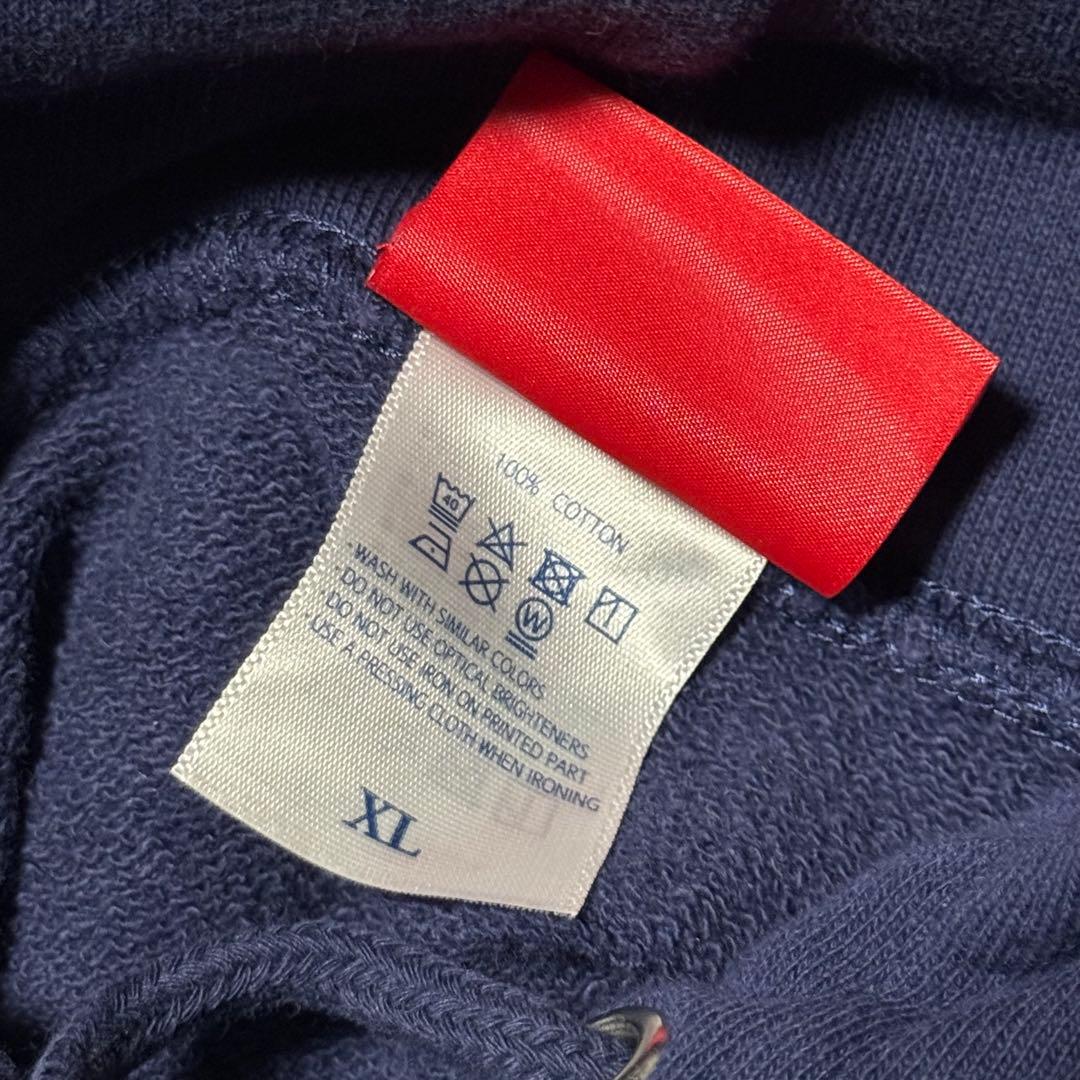 100% COTTON
40
W
·WASH WITH SIMILAR COLORS
·DO NOT USE OPTICAL BRIGHTENERS
·DO NOT USE IRON ON PRINTED PART
·USE A PRESSING CLOTH WHEN IRONING
XL